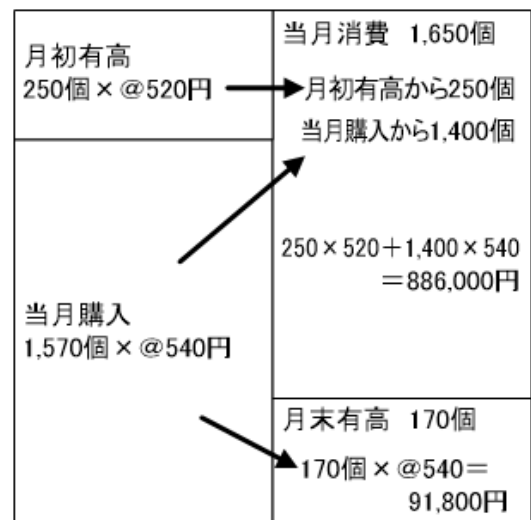 月初有高
250個×@520円
当月購入
1,570個×@540円
当月消費 1,650個
月初有高から250個
当月購入から1,400個
250×520＋1,400×540
＝886,000円
月末有高 170個
170個×@540＝
91,800円